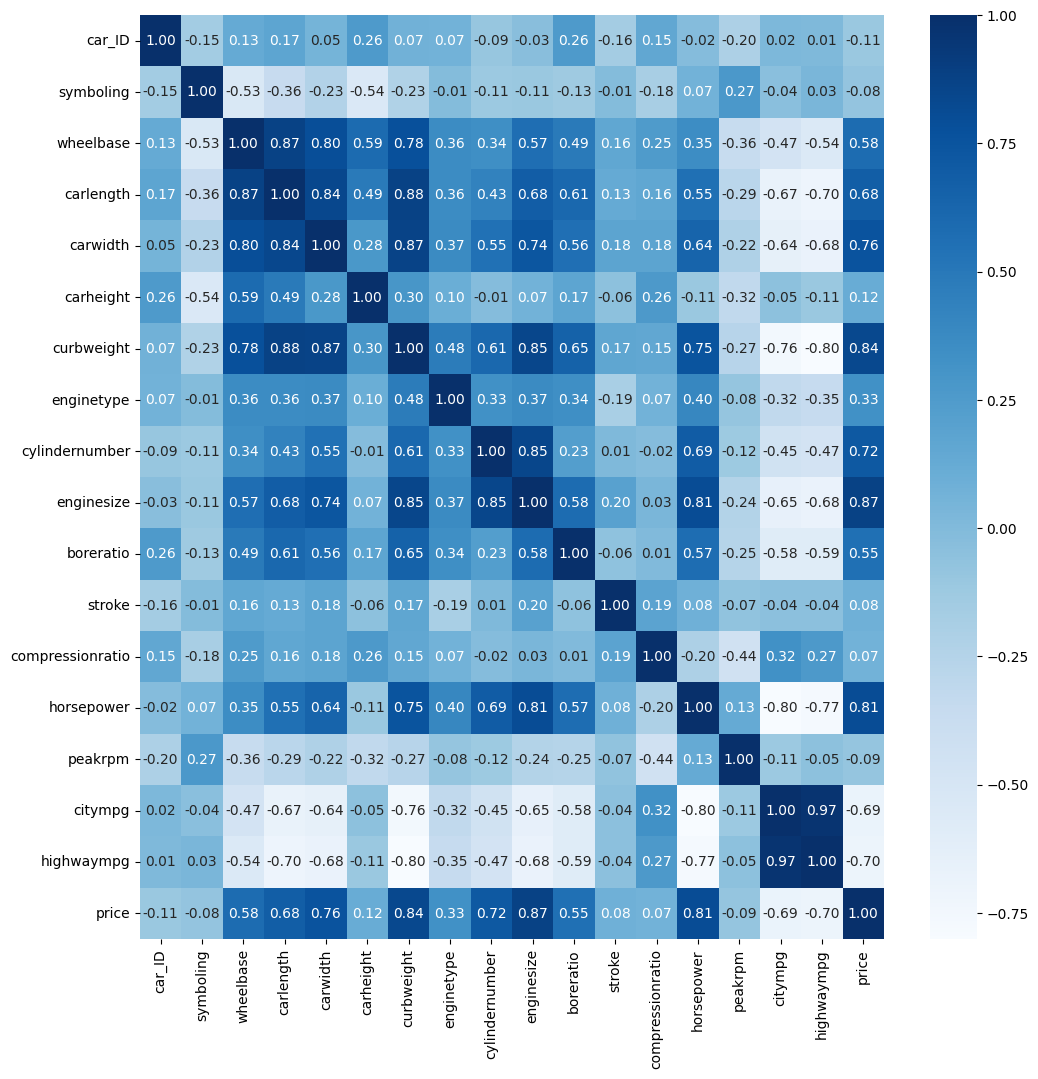 car_ID 1.00 -0.15 0.13 0.17 0.05 0.26 0.07 0.07 -0.09 -0.03 0.26 -0.16 0.15 -0.02 -0.20 0.02 0.01 -0.11
symboling -0.15 1.00 -0.53 -0.36 -0.23 -0.54 -0.23 -0.01 -0.11 -0.11 -0.13 -0.01 -0.18 0.07 0.27 -0.04 0.03 -0.08
wheelbase 0.13 -0.53 1.00 0.87 0.80 0.59 0.78 0.36 0.34 0.57 0.49 0.16 0.25 0.35 -0.36 -0.47 -0.54 0.58
carlength 0.17 -0.36 0.87 1.00 0.84 0.49 0.88 0.36 0.43 0.68 0.61 0.13 0.16 0.55 -0.29 -0.67 -0.70 0.68
carwidth 0.05 -0.23 0.80 0.84 1.00 0.28 0.87 0.37 0.55 0.74 0.56 0.18 0.18 0.64 -0.22 -0.64 -0.68 0.76
carheight 0.26 -0.54 0.59 0.49 0.28 1.00 0.30 0.10 -0.01 0.07 0.17 -0.06 0.26 -0.11 -0.32 -0.05 -0.11 0.12
curbweight 0.07 -0.23 0.78 0.88 0.87 0.30 1.00 0.48 0.61 0.85 0.65 0.17 0.15 0.75 -0.27 -0.76 -0.80 0.84
enginetype 0.07 -0.01 0.36 0.36 0.37 0.10 0.48 1.00 0.33 0.37 0.34 -0.19 0.07 0.40 -0.08 -0.32 -0.35 0.33
cylindernumber -0.09 -0.11 0.34 0.43 0.55 -0.01 0.61 0.33 1.00 0.85 0.23 0.01 -0.02 0.69 -0.12 -0.45 -0.47 0.72
enginesize -0.03 -0.11 0.57 0.68 0.74 0.07 0.85 0.37 0.85 1.00 0.58 0.20 0.03 0.81 -0.24 -0.65 -0.68 0.87
boreratio 0.26 -0.13 0.49 0.61 0.56 0.17 0.65 0.34 0.23 0.58 1.00 -0.06 0.01 0.57 -0.25 -0.58 -0.59 0.55
stroke -0.16 -0.01 0.16 0.13 0.18 -0.06 0.17 -0.19 0.01 0.20 -0.06 1.00 0.19 0.08 -0.07 -0.04 -0.04 0.08
compressionratio 0.15 -0.18 0.25 0.16 0.18 0.26 0.15 0.07 -0.02 0.03 0.01 0.19 1.00 -0.20 -0.44 0.32 0.27 0.07
horsepower -0.02 0.07 0.35 0.55 0.64 -0.11 0.75 0.40 0.69 0.81 0.57 0.08 -0.20 1.00 0.13 -0.80 -0.77 0.81
peakrpm -0.20 0.27 -0.36 -0.29 -0.22 -0.32 -0.27 -0.08 -0.12 -0.24 -0.25 -0.07 -0.44 0.13 1.00 -0.11 -0.05 -0.09
citympg 0.02 -0.04 -0.47 -0.67 -0.64 -0.05 -0.76 -0.32 -0.45 -0.65 -0.58 -0.04 0.32 -0.80 -0.11 1.00 0.97 -0.69
highwaympg 0.01 0.03 -0.54 -0.70 -0.68 -0.11 -0.80 -0.35 -0.47 -0.68 -0.59 -0.04 0.27 -0.77 -0.05 0.97 1.00 -0.70
price -0.11 -0.08 0.58 0.68 0.76 0.12 0.84 0.33 0.72 0.87 0.55 0.08 0.07 0.81 -0.09 -0.69 -0.70 1.00
car_ID
symboling
wheelbase
carlength
carwidth
carheight
curbweight
enginetype
cylindernumber
enginesize
boreratio
stroke
compressionratio
horsepower
peakrpm
citympg
highwaympg
price
1.00
0.75
0.50
0.25
0.00
−0.25
−0.50
−0.75